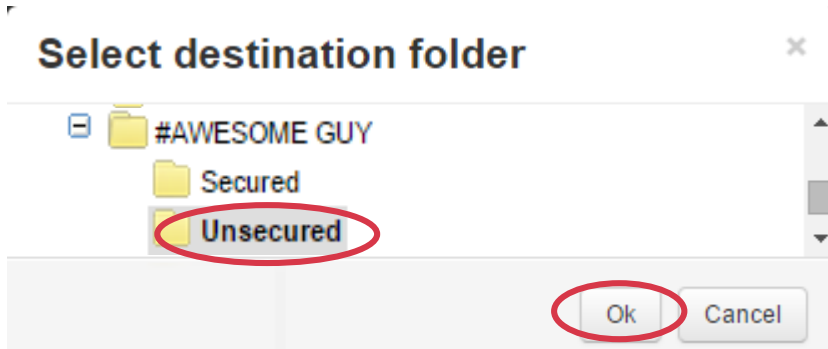 Select destination folder ×
#AWESOME GUY
Secured
Unsecured
Ok Cancel